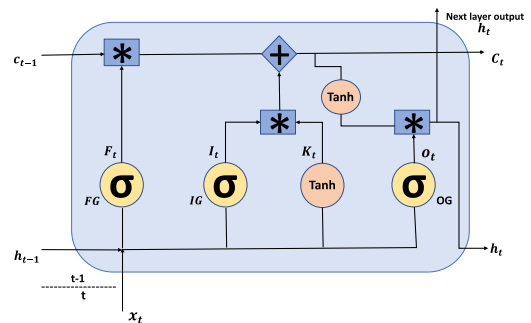 Next layer output
h_t
c_{t-1}
*
+
C_t
Tanh
*
*
F_t
I_t
K_t
o_t
σ
σ
Tanh
σ
FG
IG
OG
h_{t-1}
h_t
t-1
t
x_t